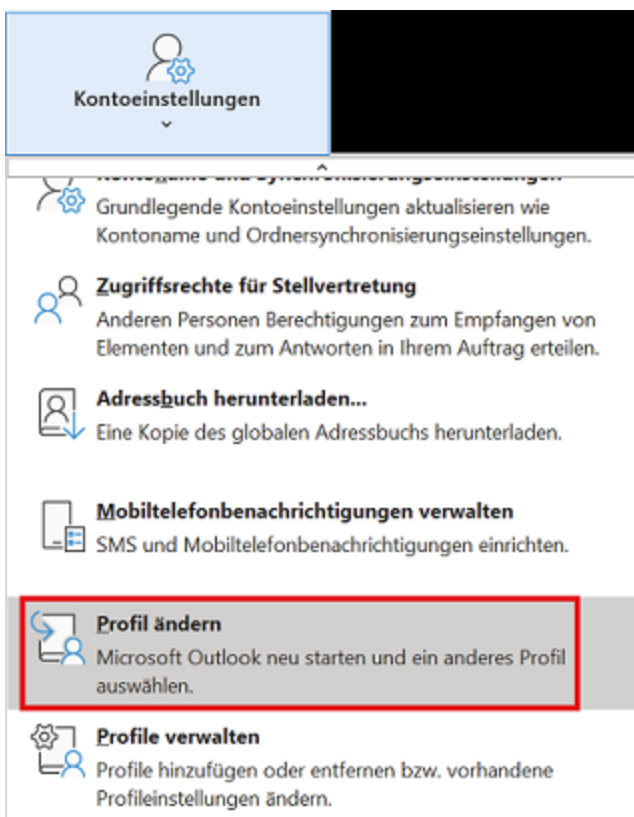 Kontoeinstellungen
Grundlegende Kontoeinstellungen aktualisieren wie
Kontoname und Ordnersynchronisierungseinstellungen.
Zugriffsrechte für Stellvertretung
Anderen Personen Berechtigungen zum Empfangen von
Elementen und zum Antworten in Ihrem Auftrag erteilen.
Adressbuch herunterladen...
Eine Kopie des globalen Adressbuchs herunterladen.
Mobiltelefonbenachrichtigungen verwalten
SMS und Mobiltelefonbenachrichtigungen einrichten.
Profil ändern
Microsoft Outlook neu starten und ein anderes Profil
auswählen.
Profile verwalten
Profile hinzufügen oder entfernen bzw. vorhandene
Profileinstellungen ändern.